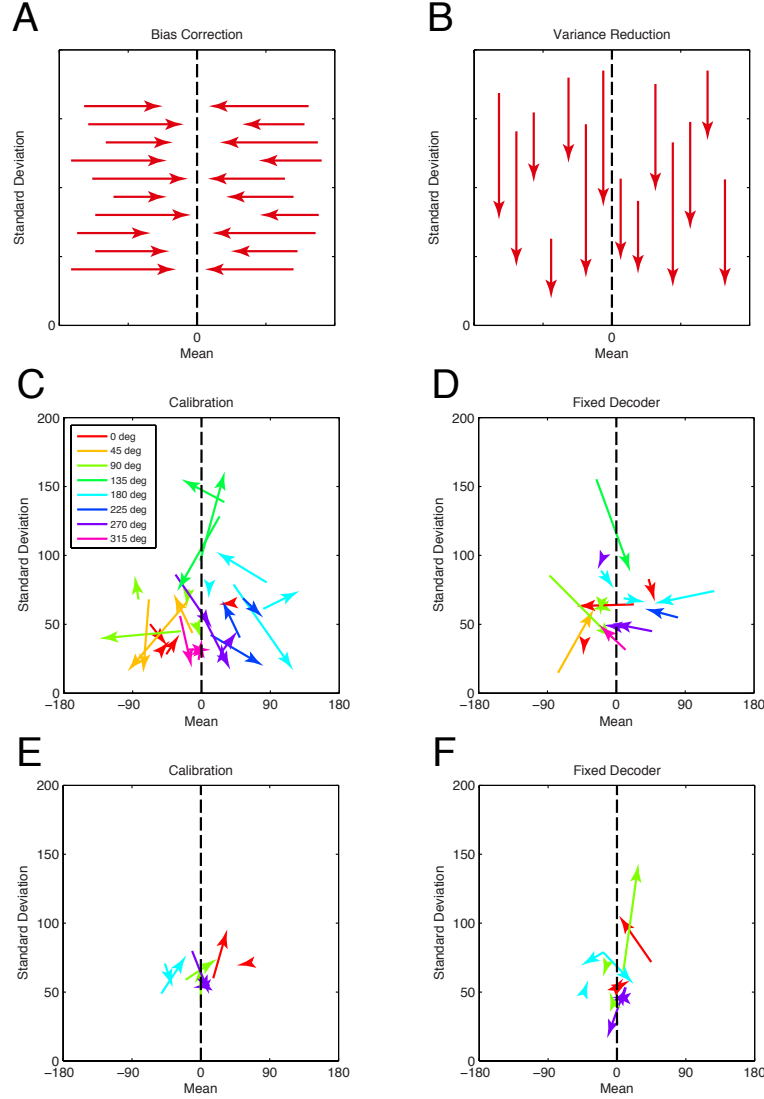 A
Bias Correction
Standard Deviation
0
0
Mean
B
Variance Reduction
Standard Deviation
0
0
Mean
C
Calibration
Standard Deviation
200
150
100
50
0
-180 -90 0 90 180
Mean
0 deg
45 deg
90 deg
135 deg
180 deg
225 deg
270 deg
315 deg
D
Fixed Decoder
Standard Deviation
200
150
100
50
0
-180 -90 0 90 180
Mean
E
Calibration
Standard Deviation
200
150
100
50
0
-180 -90 0 90 180
Mean
F
Fixed Decoder
Standard Deviation
200
150
100
50
0
-180 -90 0 90 180
Mean